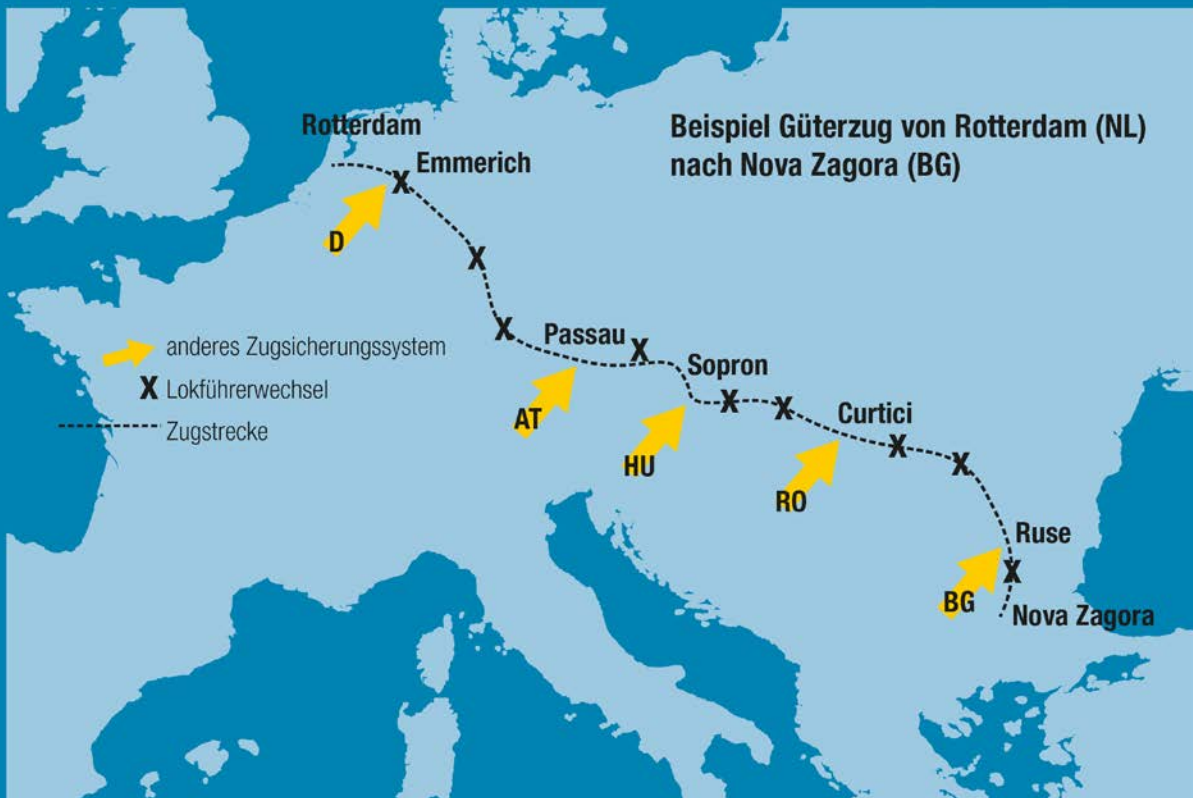 Beispiel Güterzug von Rotterdam (NL)
nach Nova Zagora (BG)
Rotterdam
Emmerich
D
anderes Zugsicherungssystem
X Lokführerwechsel
Zugstrecke
X
X
X
Passau
X
AT
Sopron
X
X
HU
Curtici
X
X
RO
Ruse
X
BG
Nova Zagora